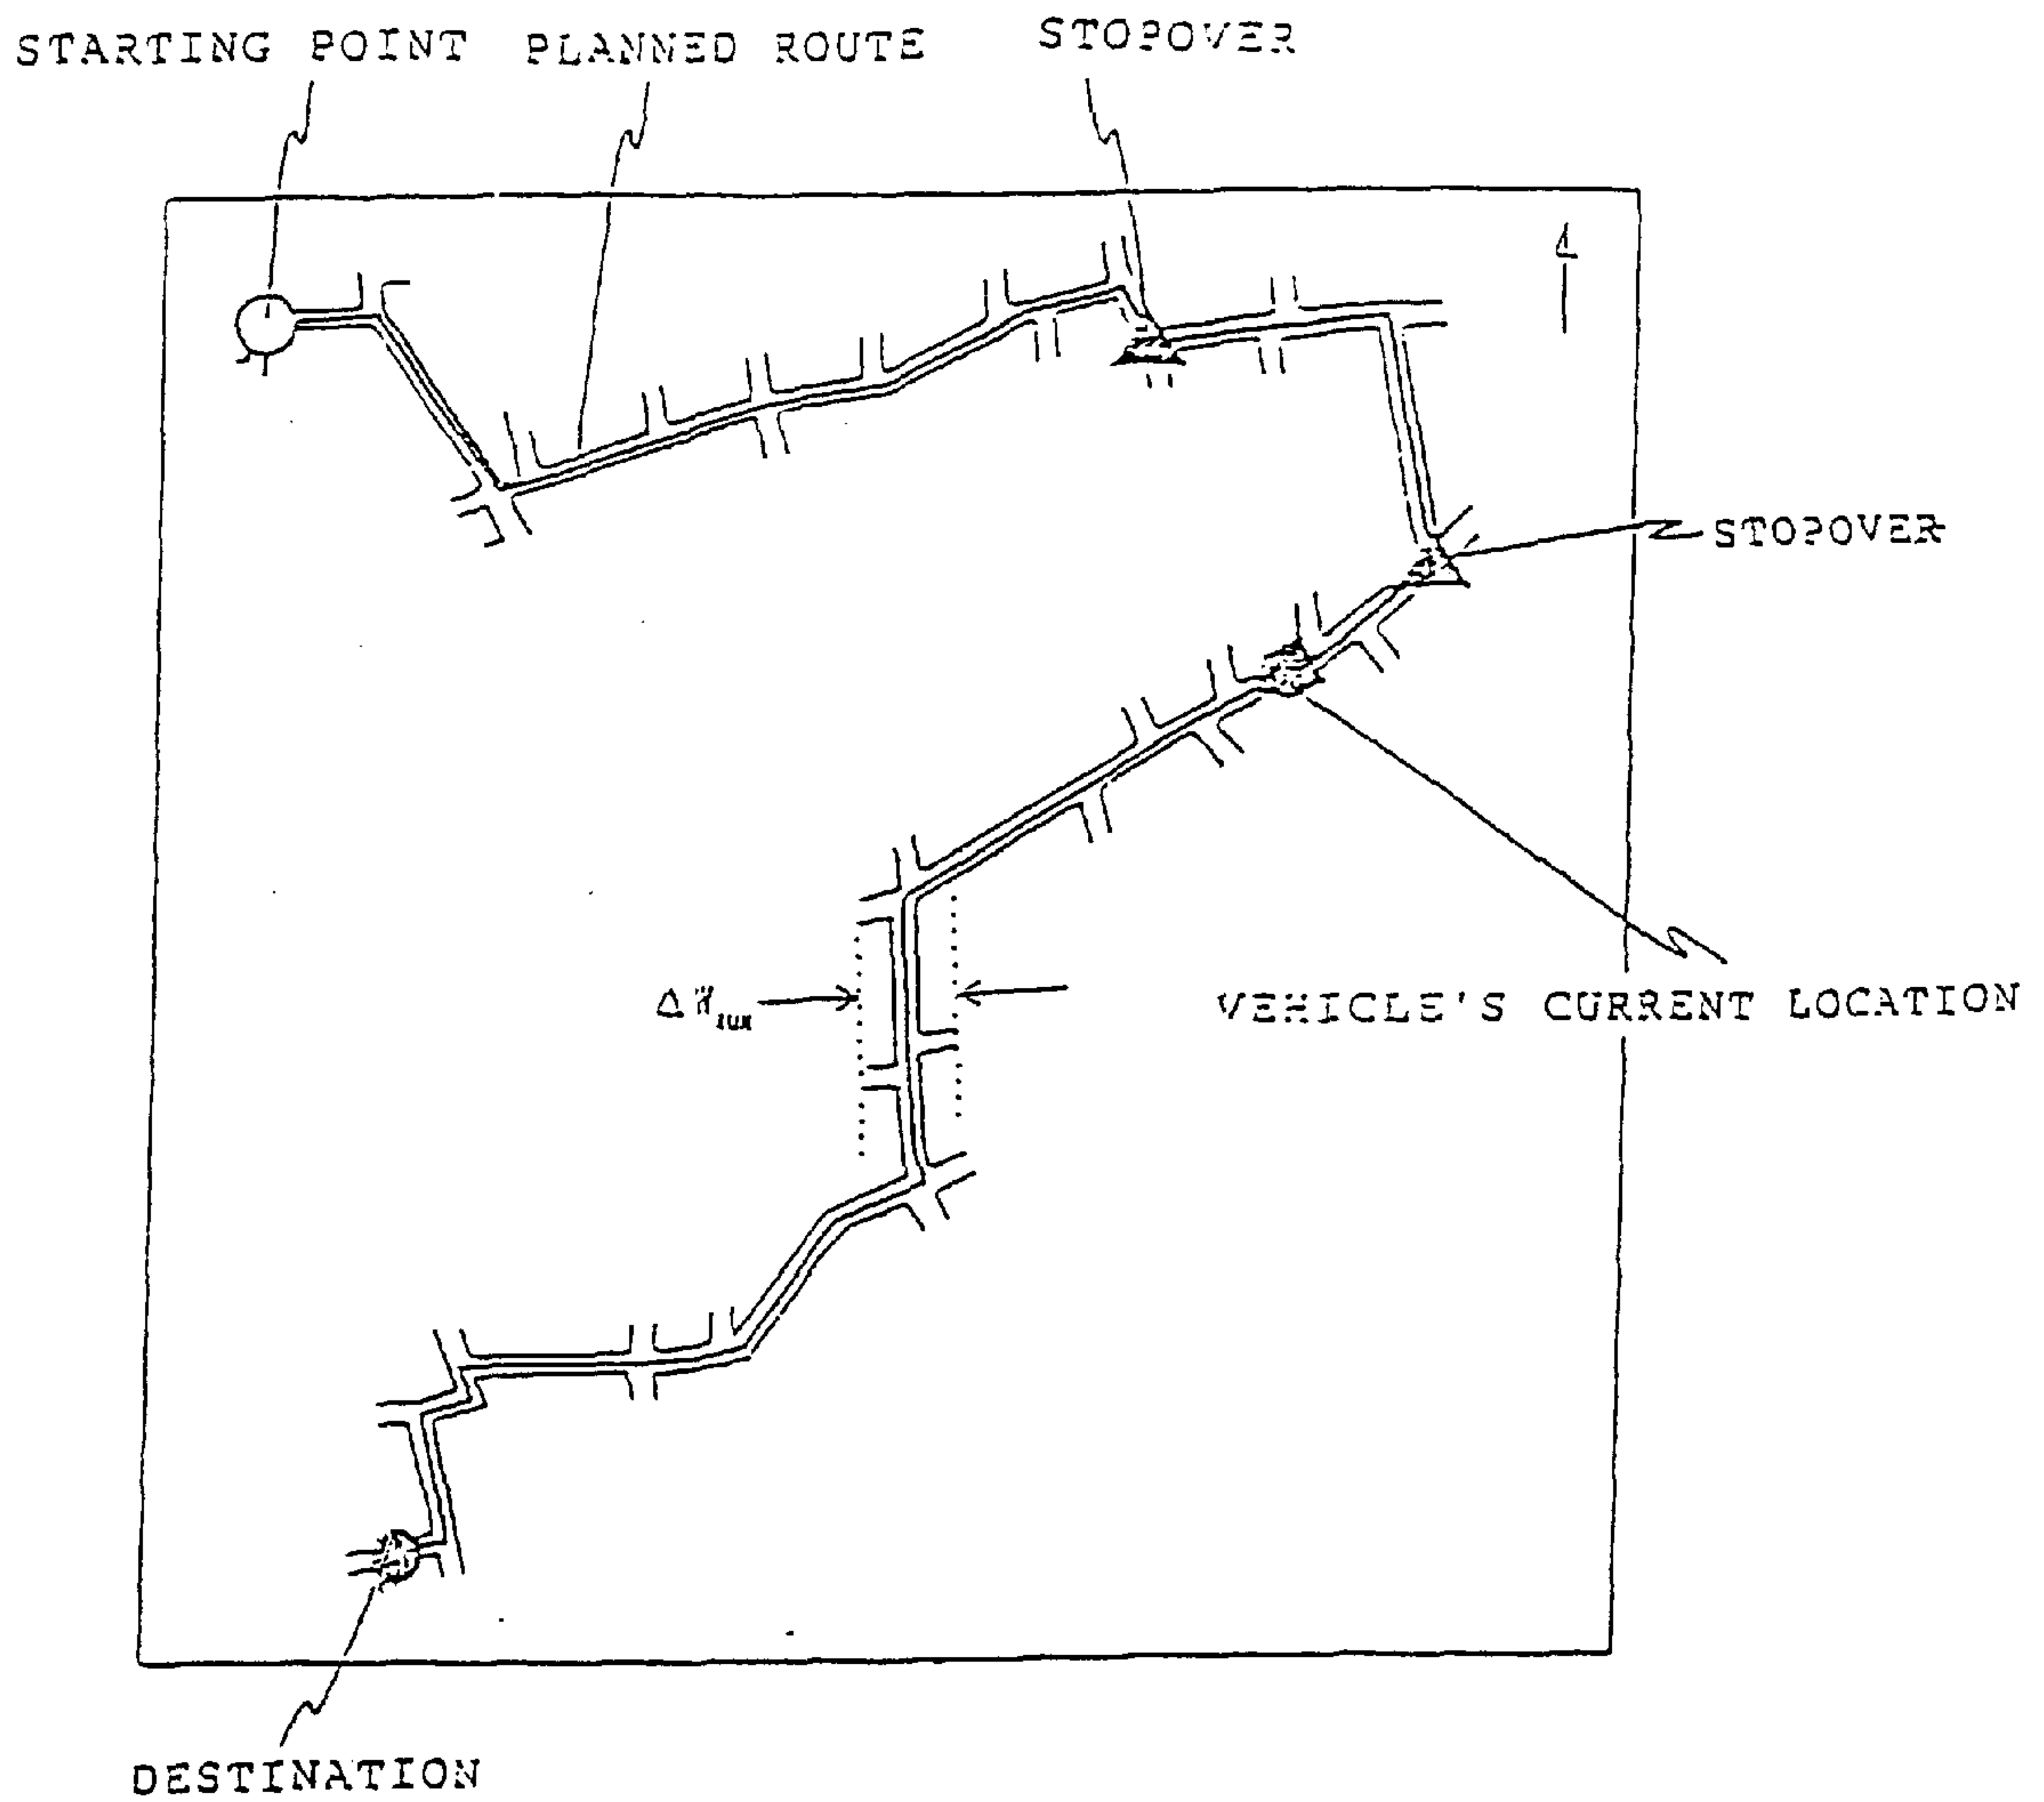 STARTING POINT PLANNED ROUTE STOPOVER
STOPOVER
VEHICLE'S CURRENT LOCATION
DESTINATION